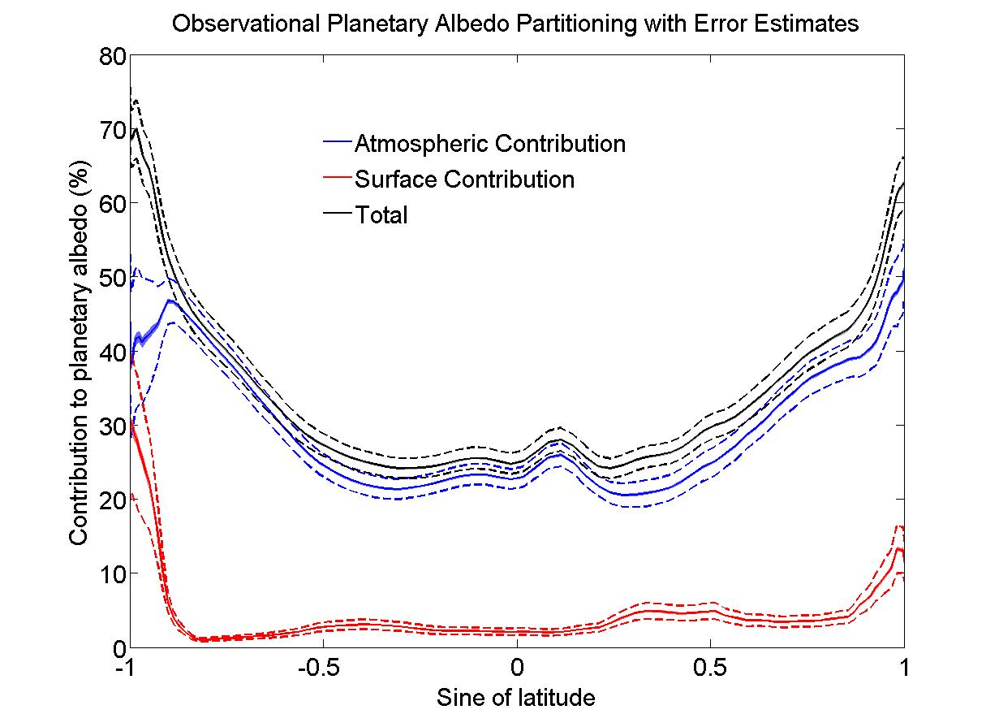 Observational Planetary Albedo Partitioning with Error Estimates
80
70
60
50
40
30
20
10
0
Contribution to planetary albedo (%)
Atmospheric Contribution
Surface Contribution
Total
-1
-0.5
0
0.5
1
Sine of latitude